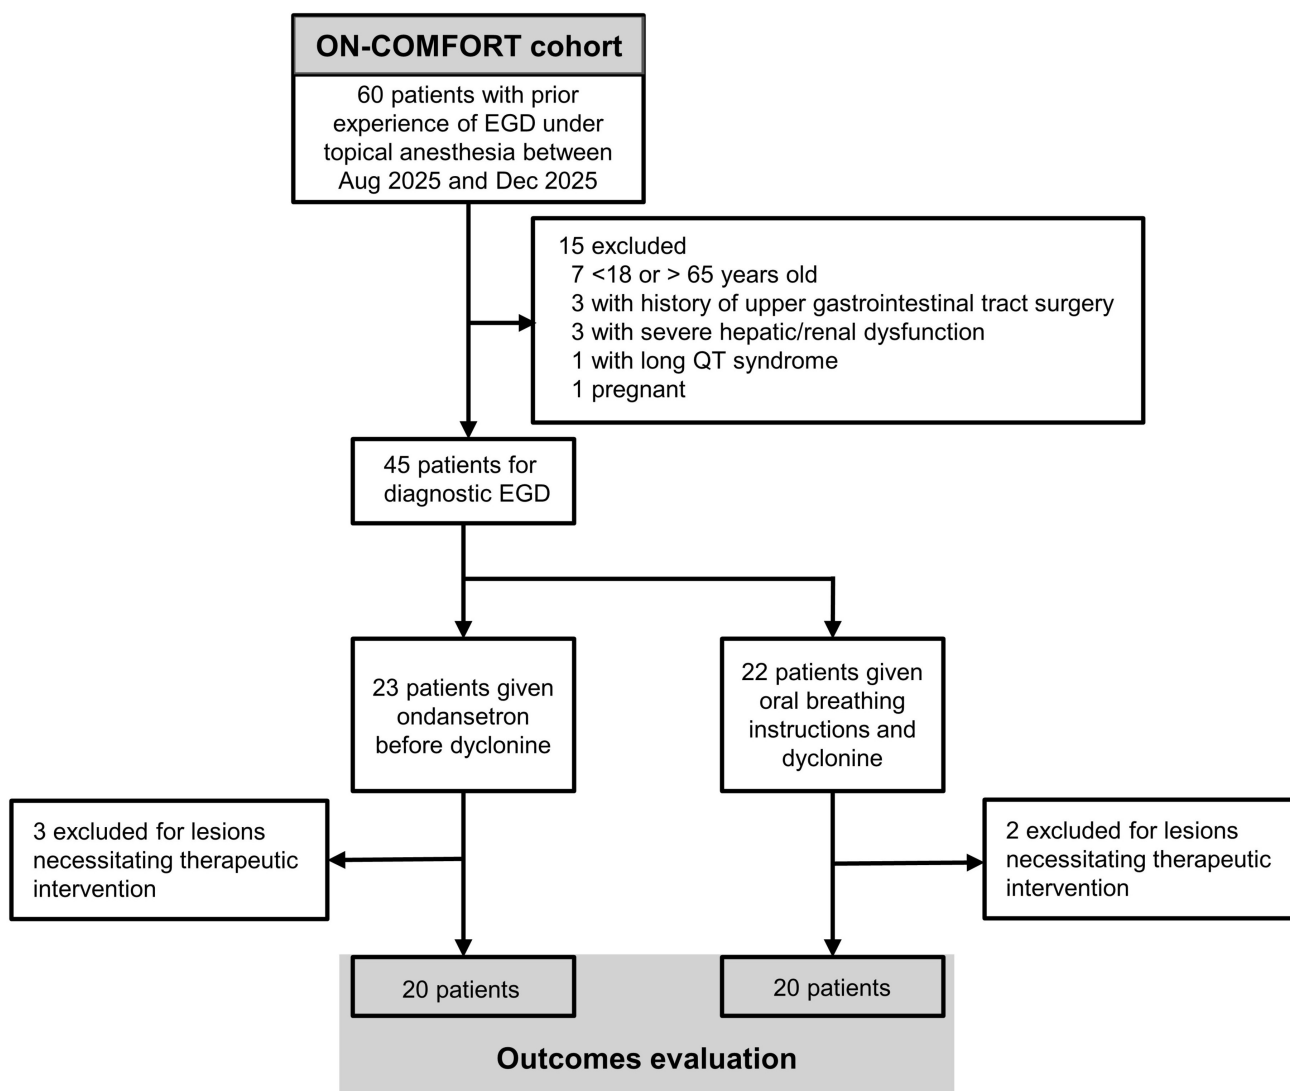 ON-COMFORT cohort
60 patients with prior
experience of EGD under
topical anesthesia between
Aug 2025 and Dec 2025
15 excluded
7 <18 or > 65 years old
3 with history of upper gastrointestinal tract surgery
3 with severe hepatic/renal dysfunction
1 with long QT syndrome
1 pregnant
45 patients for
diagnostic EGD
23 patients given
ondansetron
before dyclonine
22 patients given
oral breathing
instructions and
dyclonine
3 excluded for lesions
necessitating therapeutic
intervention
2 excluded for lesions
necessitating therapeutic
intervention
20 patients
20 patients
Outcomes evaluation